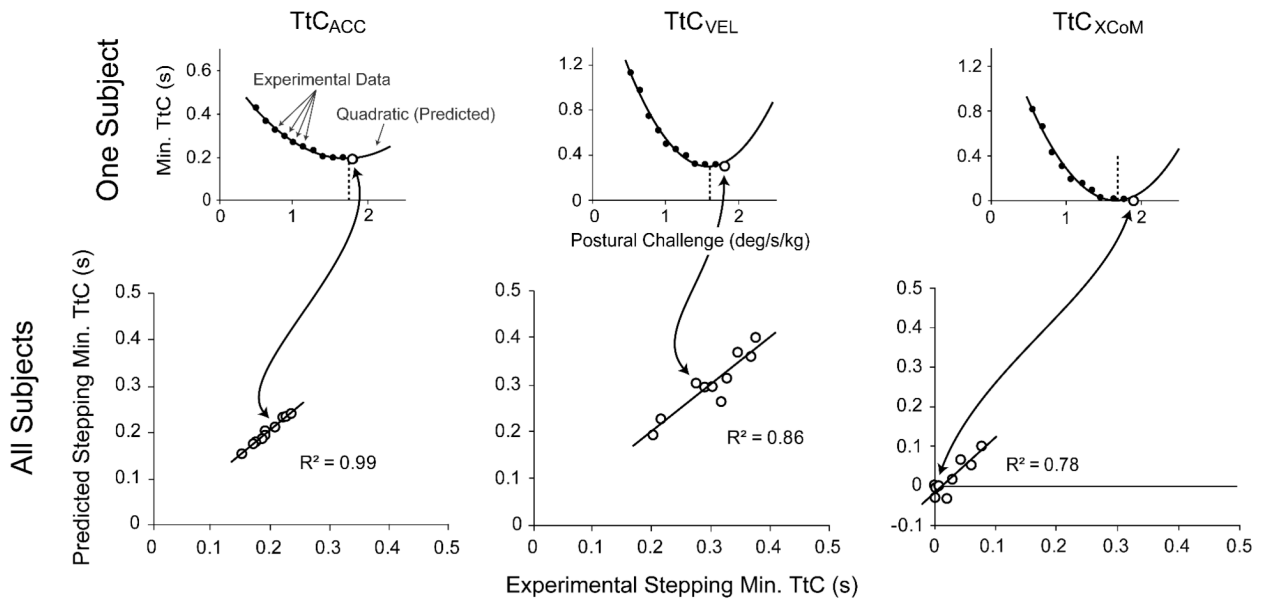 TtC_ACC TtC_VEL TtC_XCoM
One Subject
Min. TtC (s)
0.6
0.4
0.2
0
0 1 2
Experimental Data
Quadratic (Predicted)
1.2
0.8
0.4
0
0 1 2
1.2
0.8
0.4
0
0 1 2
Postural Challenge (deg/s/kg)
All Subjects
Predicted Stepping Min. TtC (s)
0.5
0.4
0.3
0.2
0.1
0
0 0.1 0.2 0.3 0.4 0.5
R² = 0.99
0.5
0.4
0.3
0.2
0.1
0
0 0.1 0.2 0.3 0.4 0.5
R² = 0.86
0.5
0.4
0.3
0.2
0.1
0
-0.1
0 0.1 0.2 0.3 0.4 0.5
R² = 0.78
Experimental Stepping Min. TtC (s)